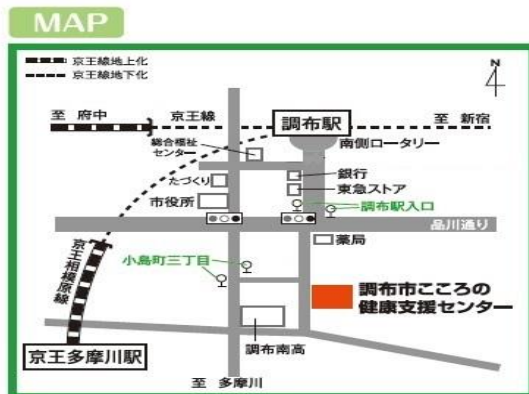 MAP
京王線地上化
京王線地下化
N
至 府中
京王線
調布駅
至 新宿
総合福祉
センター
南側ロータリー
たづくり
銀行
東急ストア
市役所
調布駅入口
品川通り
薬局
小島町三丁目
京王相模原線
調布市こころの
健康支援センター
京王多摩川駅
調布南高
至 多摩川